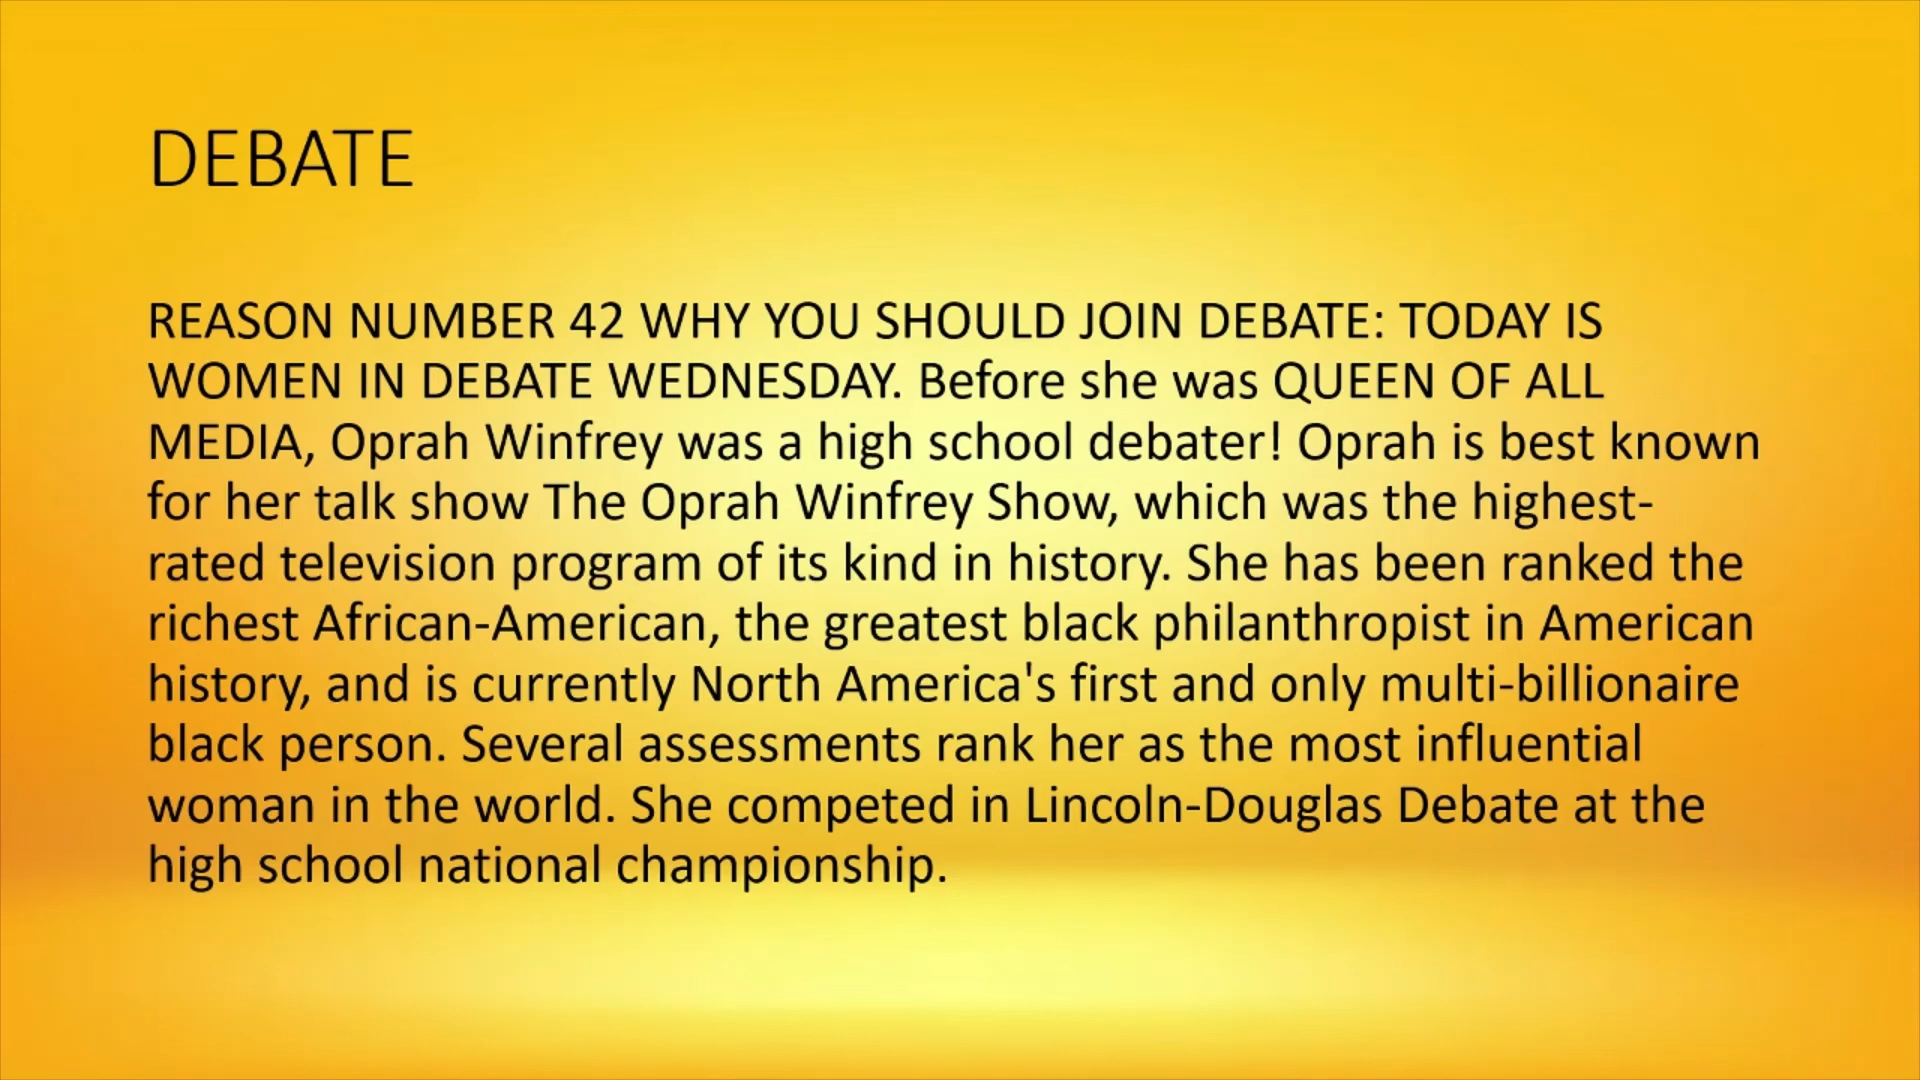 DEBATE
REASON NUMBER 42 WHY YOU SHOULD JOIN DEBATE: TODAY IS
WOMEN IN DEBATE WEDNESDAY. Before she was QUEEN OF ALL
MEDIA, Oprah Winfrey was a high school debater! Oprah is best known
for her talk show The Oprah Winfrey Show, which was the highest-
rated television program of its kind in history. She has been ranked the
richest African-American, the greatest black philanthropist in American
history, and is currently North America's first and only multi-billionaire
black person. Several assessments rank her as the most influential
woman in the world. She competed in Lincoln-Douglas Debate at the
high school national championship.